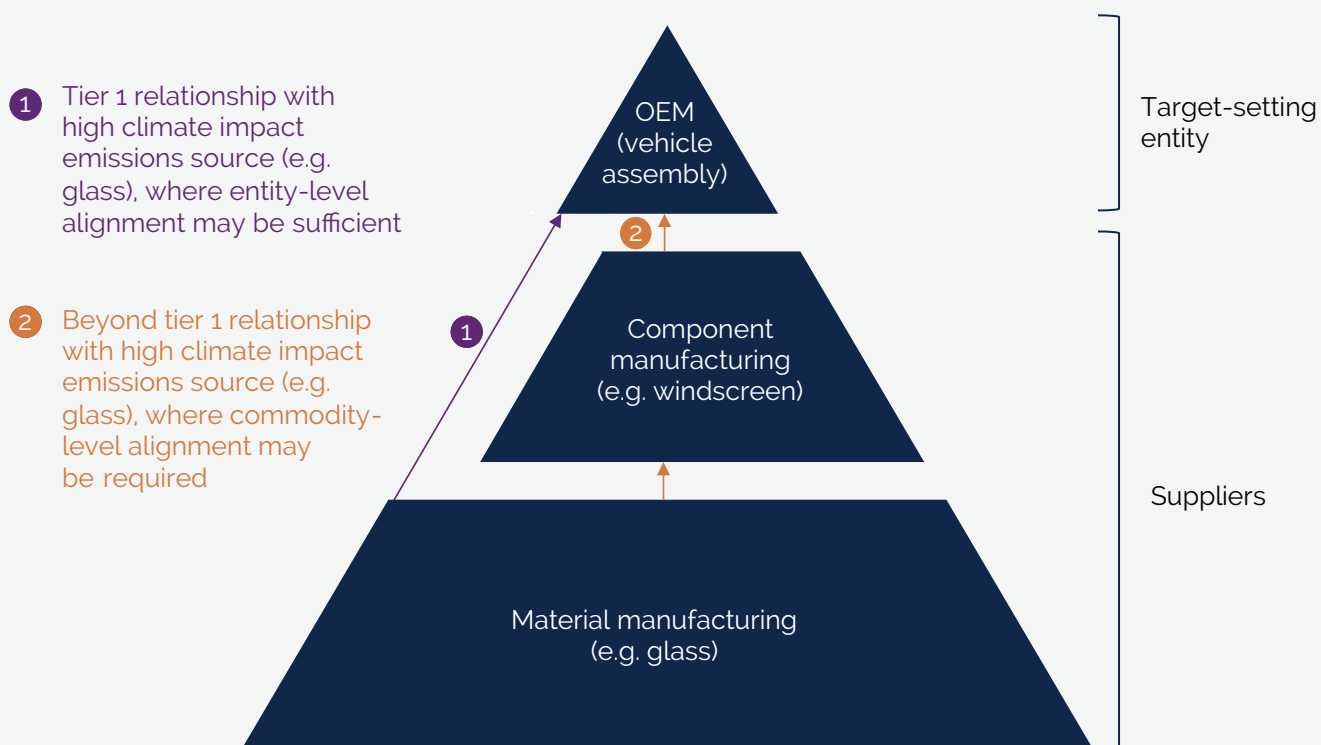 1
Tier 1 relationship with
high climate impact
emissions source (e.g.
glass), where entity-level
alignment may be sufficient
2
Beyond tier 1 relationship
with high climate impact
emissions source (e.g.
glass), where commodity-
level alignment may
be required
OEM
(vehicle
assembly)
2
1
Component
manufacturing
(e.g. windscreen)
Material manufacturing
(e.g. glass)
Target-setting
entity
Suppliers